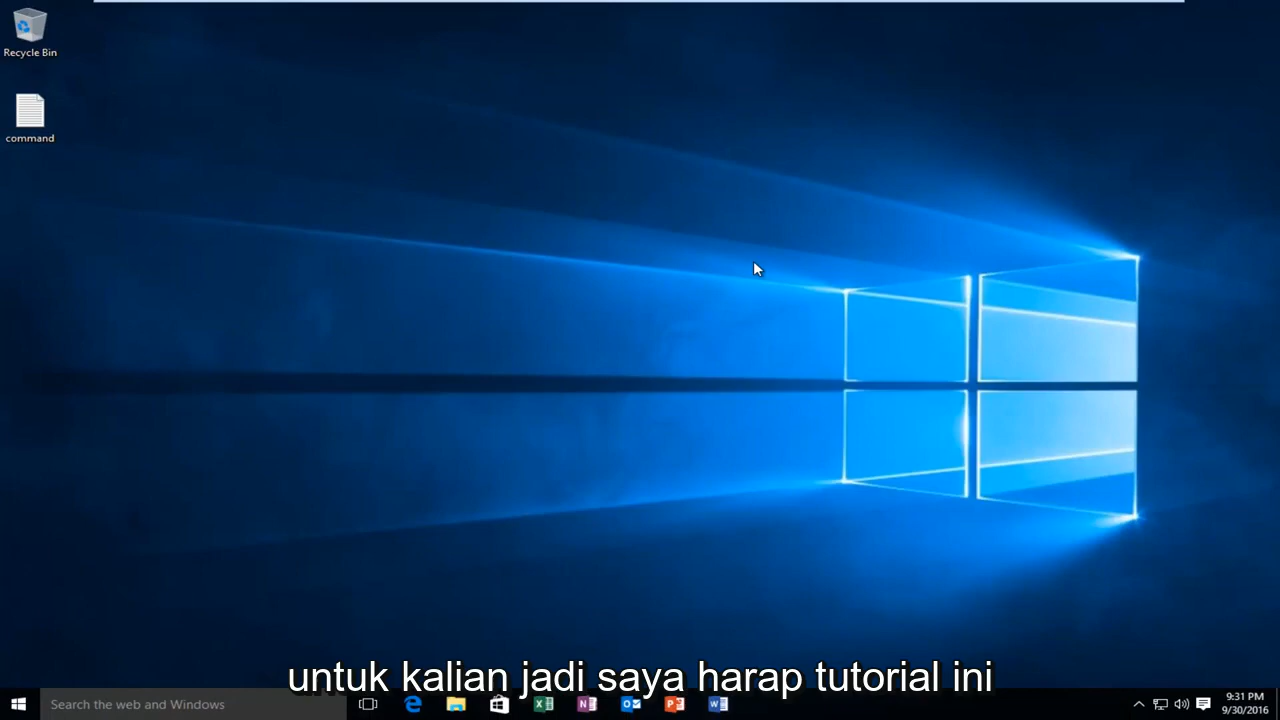 Recycle Bin
command
untuk kalian jadi saya harap tutorial ini
Search the web and Windows
9:31 PM
9/30/2016